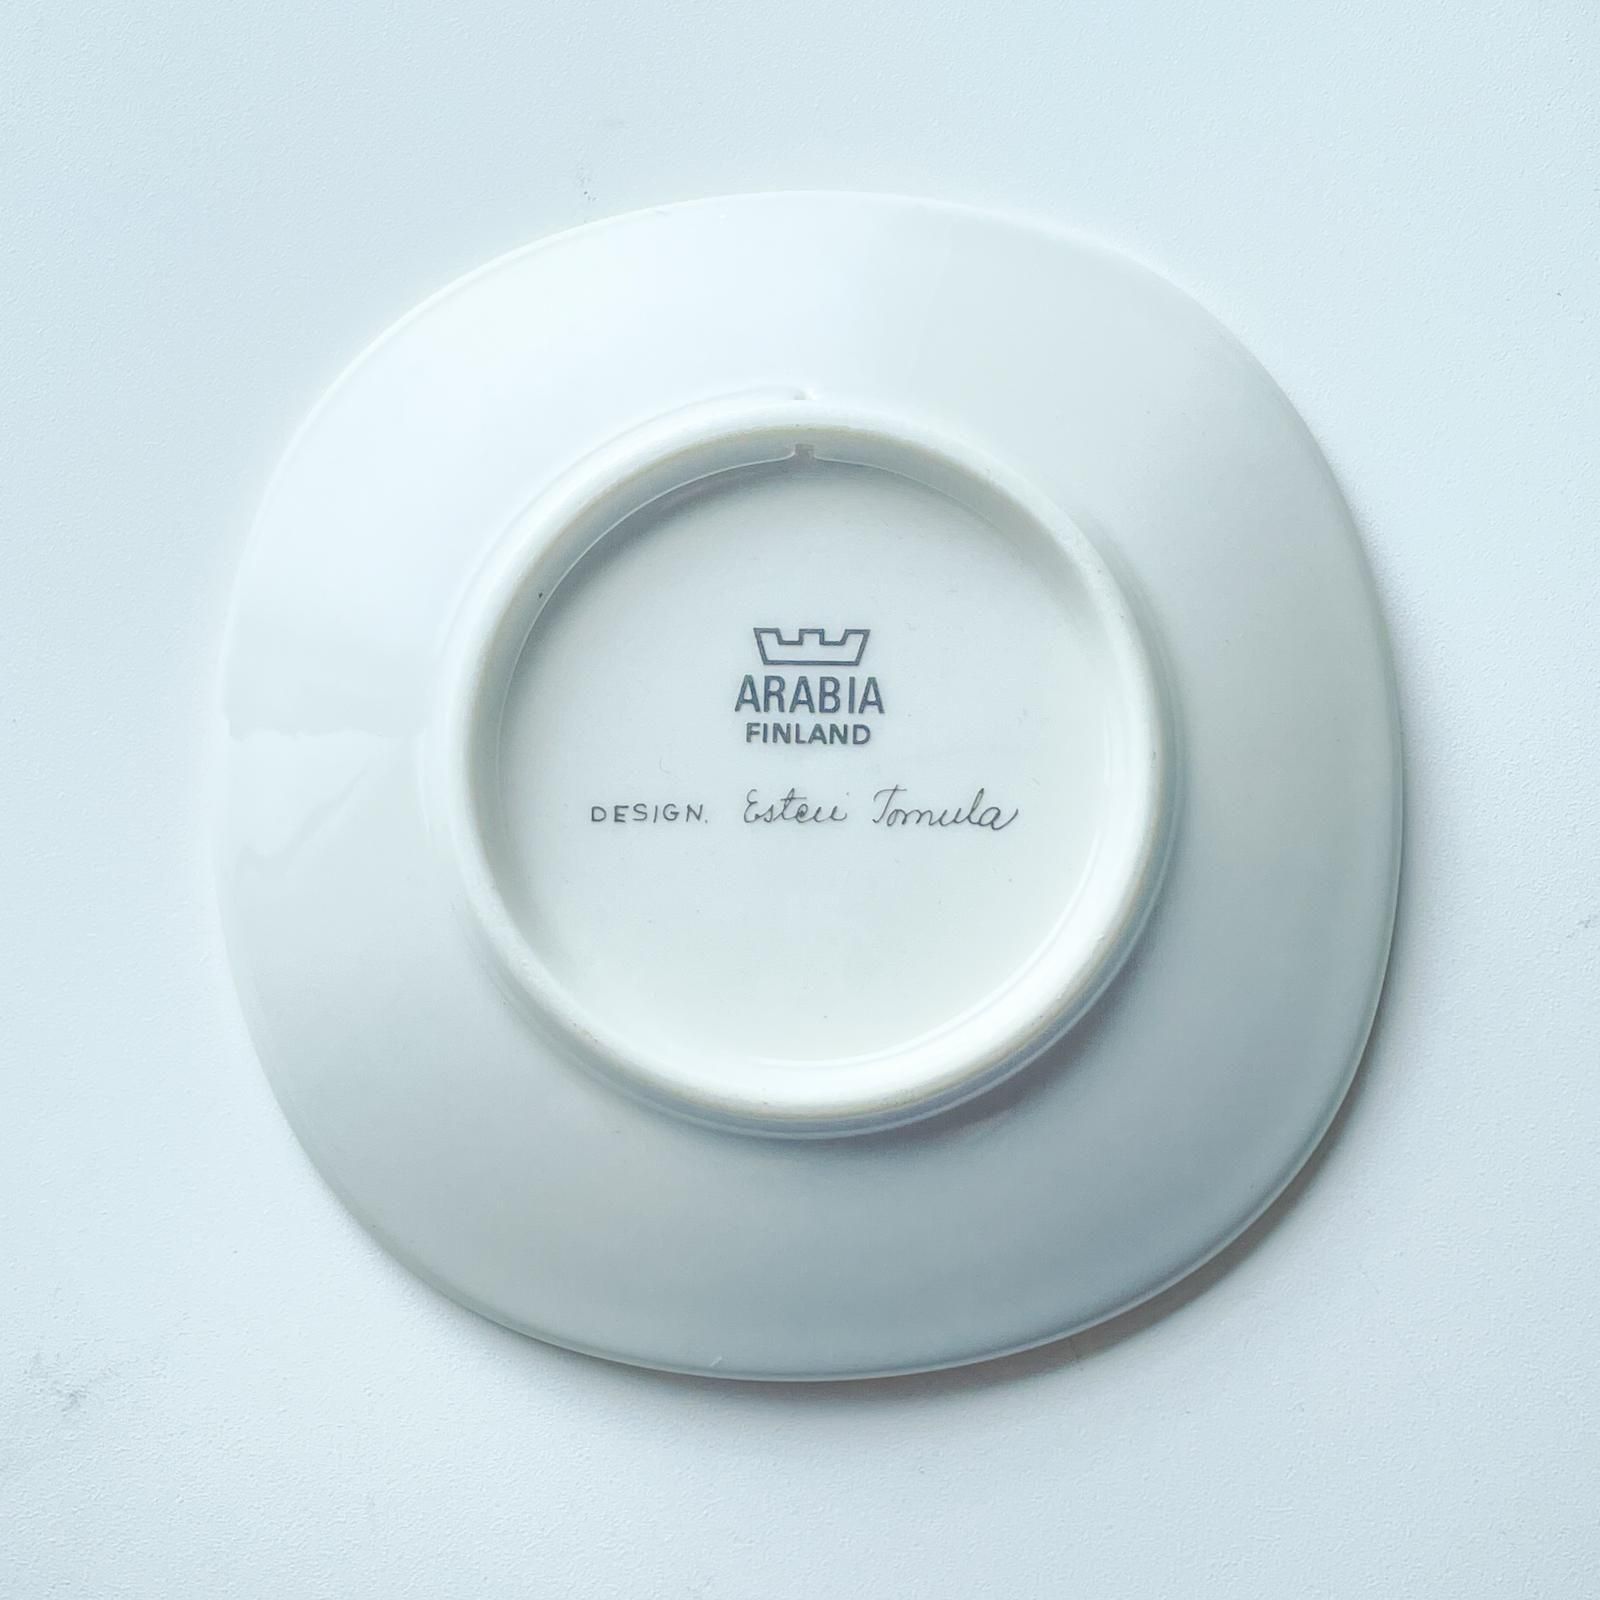 ARABIA
FINLAND
DESIGN. Esteri Tomula